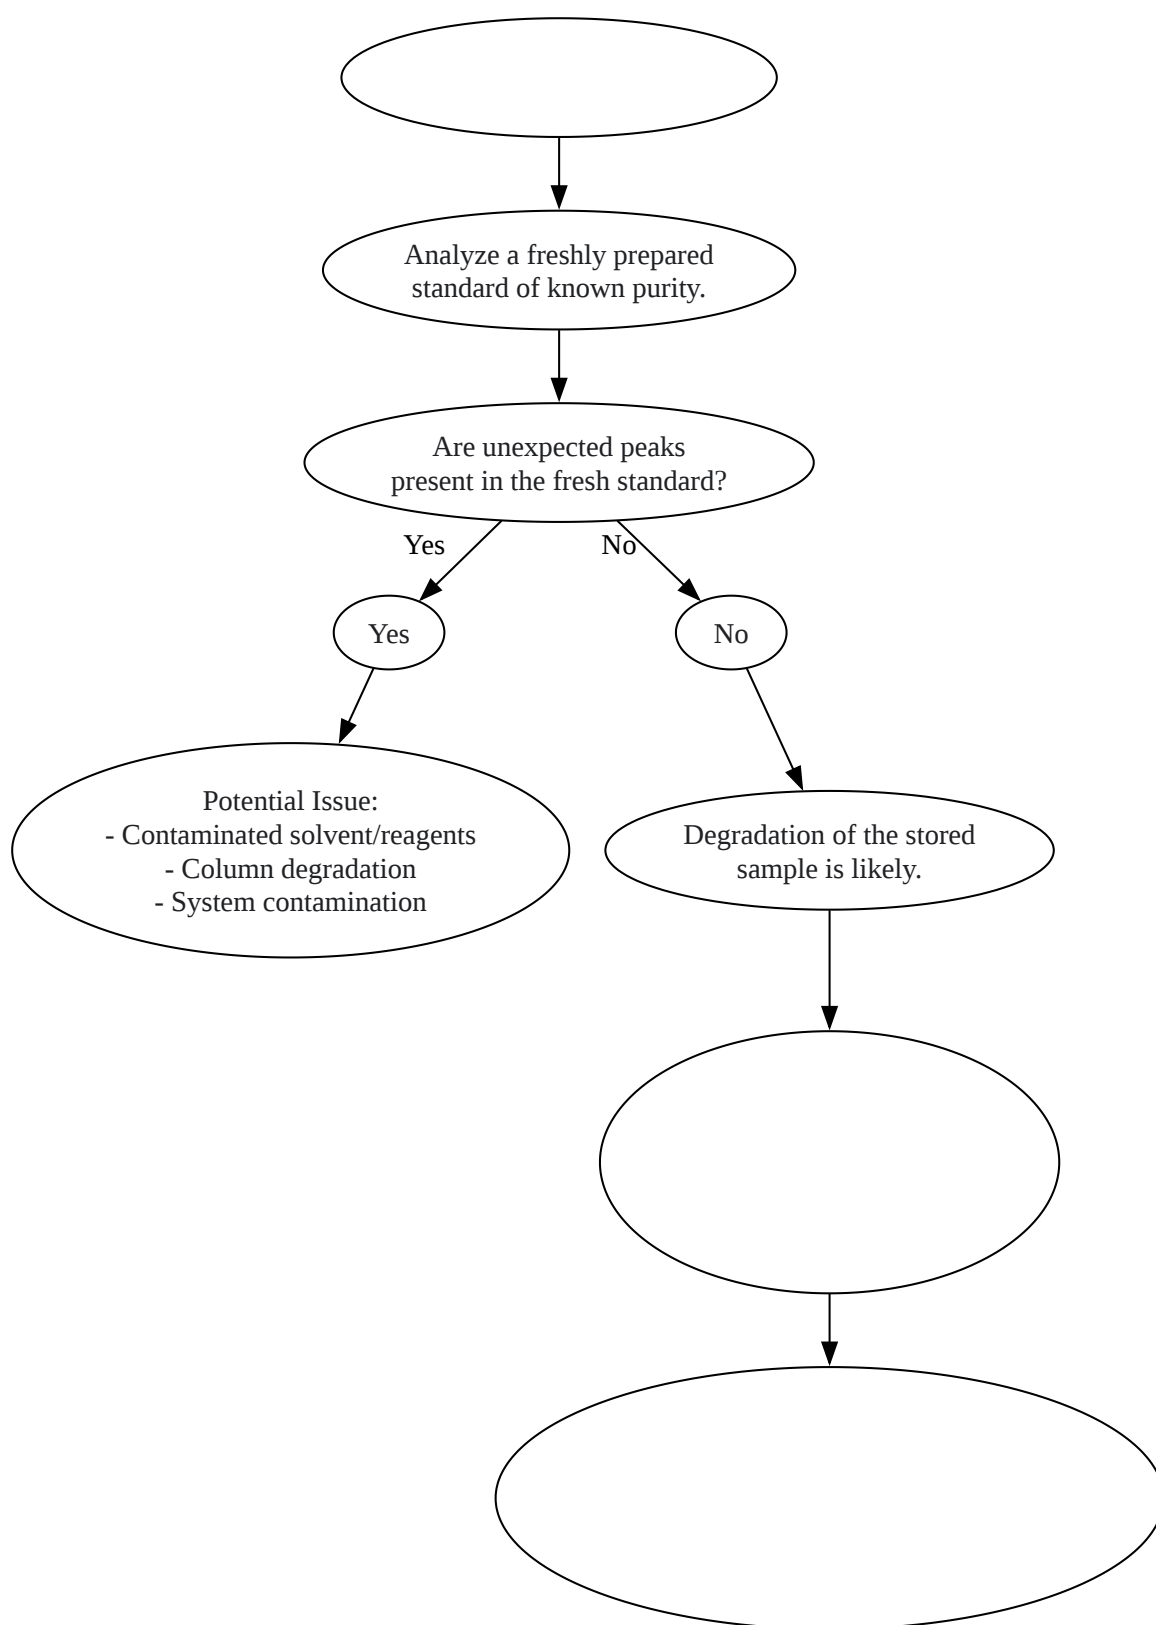 Analyze a freshly prepared
standard of known purity.
Are unexpected peaks
present in the fresh standard?
Yes
No
Yes
No
Potential Issue:
- Contaminated solvent/reagents
- Column degradation
- System contamination
Degradation of the stored
sample is likely.